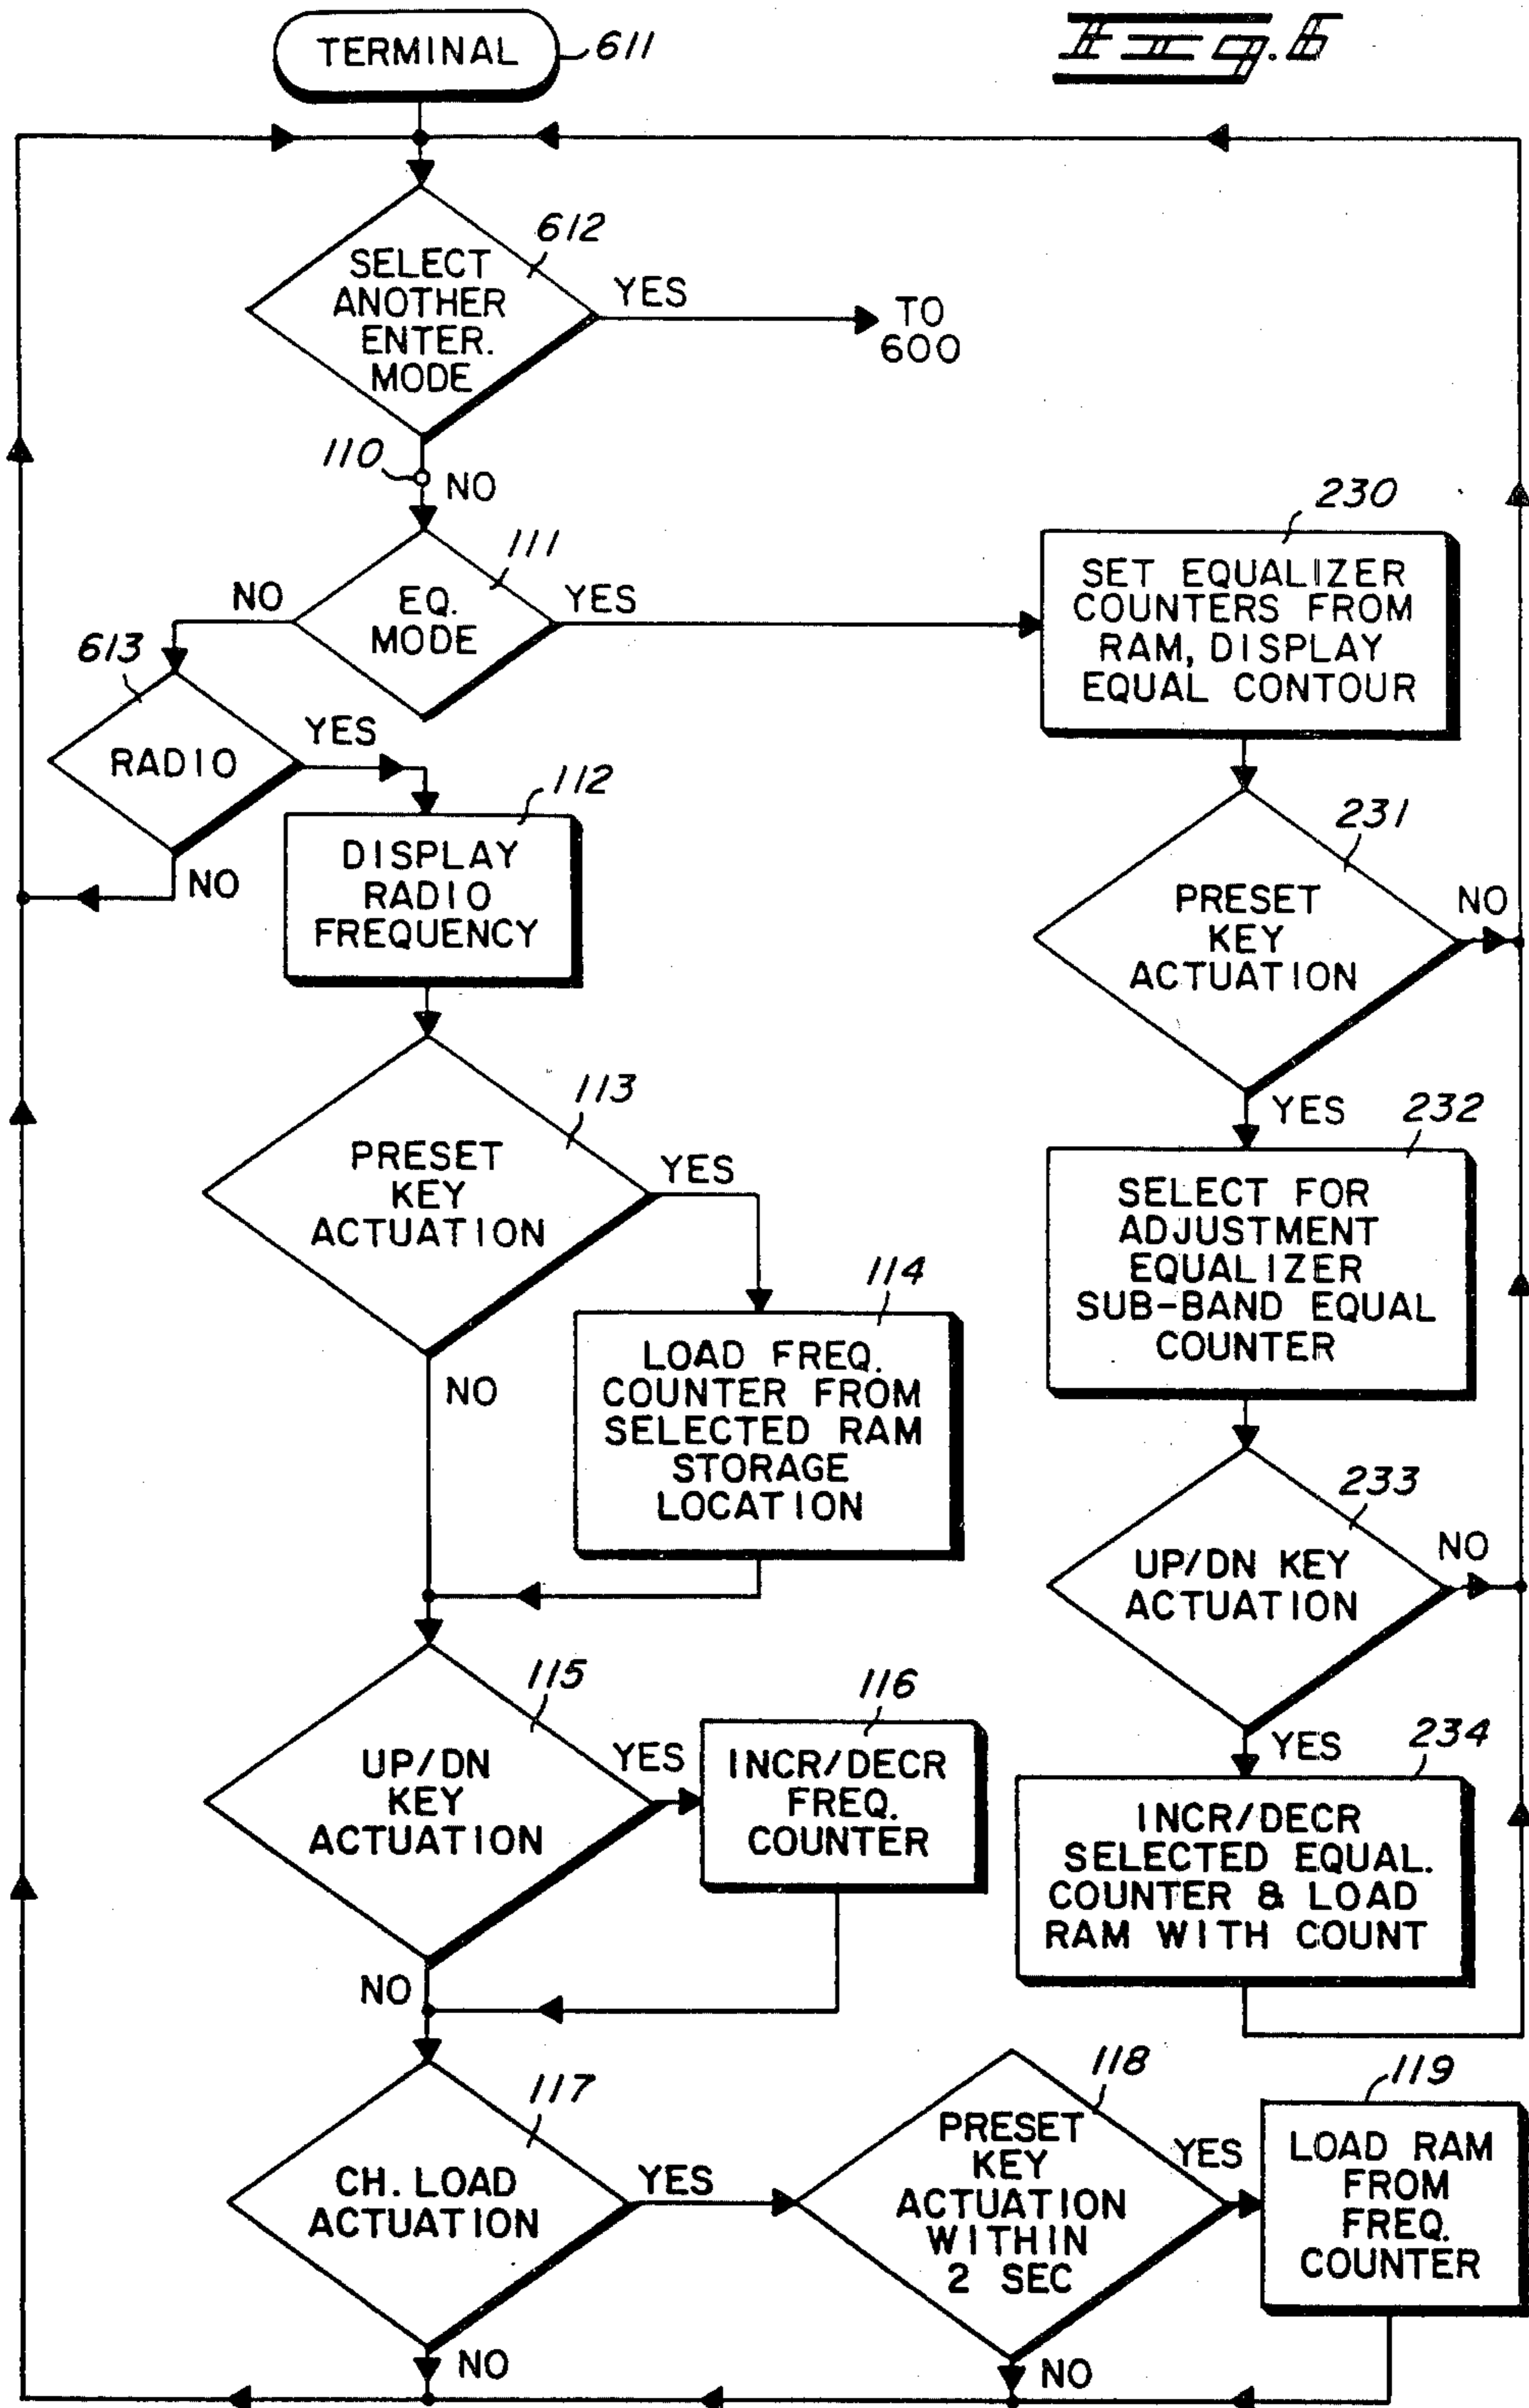 TERMINAL
611
Fig. 6
612
SELECT
ANOTHER
ENTER.
MODE
YES
TO
600
110
NO
111
EQ.
MODE
NO
YES
230
SET EQUALIZER
COUNTERS FROM
RAM, DISPLAY
EQUAL CONTOUR
613
RADIO
YES
NO
112
DISPLAY
RADIO
FREQUENCY
231
PRESET
KEY
ACTUATION
NO
YES
113
PRESET
KEY
ACTUATION
YES
NO
232
SELECT FOR
ADJUSTMENT
EQUALIZER
SUB-BAND EQUAL
COUNTER
114
LOAD FREQ.
COUNTER FROM
SELECTED RAM
STORAGE
LOCATION
233
UP/DN KEY
ACTUATION
NO
YES
115
UP/DN
KEY
ACTUATION
YES
NO
116
INCR/DECR
FREQ.
COUNTER
234
INCR/DECR
SELECTED EQUAL.
COUNTER & LOAD
RAM WITH COUNT
117
CH. LOAD
ACTUATION
YES
NO
118
PRESET
KEY
ACTUATION
WITHIN
2 SEC
YES
NO
119
LOAD RAM
FROM
FREQ.
COUNTER